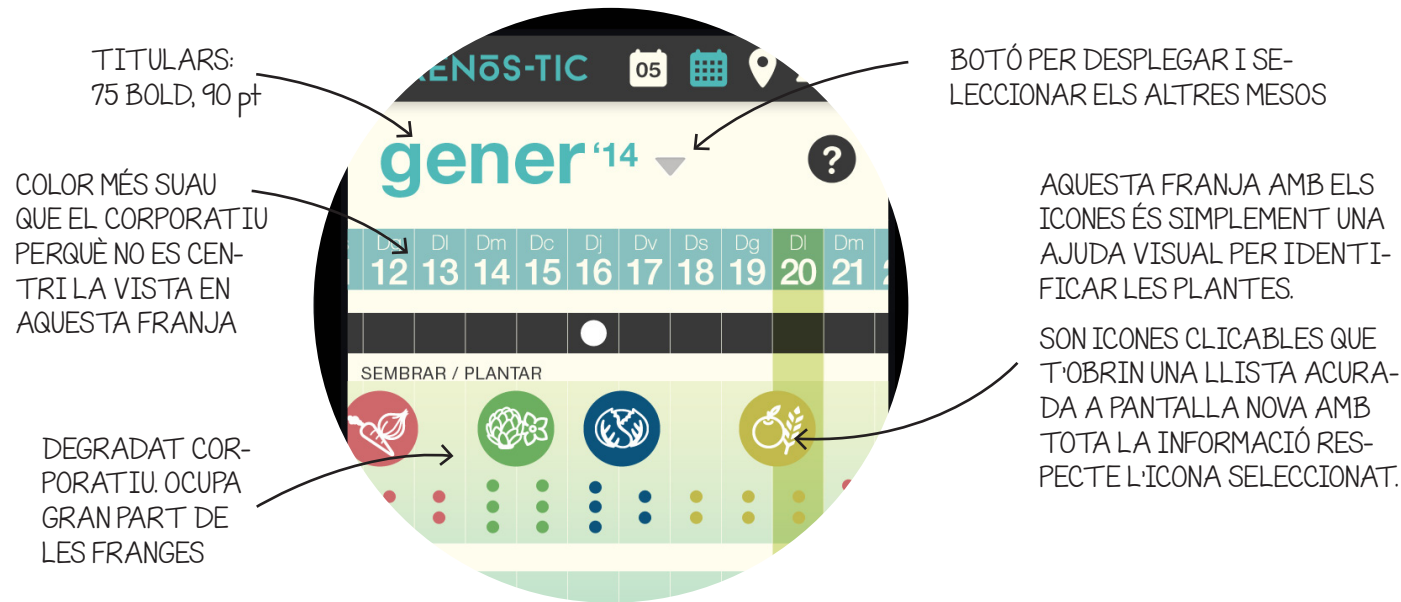 TITULARS:
75 BOLD, 90 pt
COLOR MÉS SUAU
QUE EL CORPORATIU
PERQUÈ NO ES CEN-
TRI LA VISTA EN
AQUESTA FRANJA
DEGRADAT COR-
PORATIU. OCUPA
GRAN PART DE
LES FRANGES
ENŌS-TIC 05
gener '14 ?
Dl Dm Dc Dj Dv Ds Dg Dl Dm
12 13 14 15 16 17 18 19 20 21
SEMBRAR / PLANTAR
BOTÓ PER DESPLEGAR I SE-
LECCIONAR ELS ALTRES MESOS
AQUESTA FRANJA AMB ELS
ICONES ÉS SIMPLEMENT UNA
AJUDA VISUAL PER IDENTI-
FICAR LES PLANTES.
SON ICONES CLICABLES QUE
T'OBRIN UNA LLISTA ACURA-
DA A PANTALLA NOVA AMB
TOTA LA INFORMACIÓ RES-
PECTE L'ICONA SELECCIONAT.